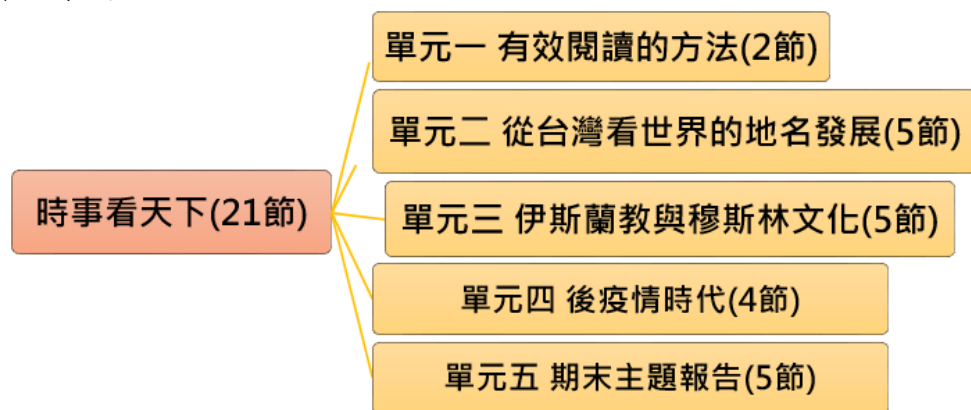 單元一 有效閱讀的方法(2節)
單元二 從台灣看世界的地名發展(5節)
時事看天下(21節)
單元三 伊斯蘭教與穆斯林文化(5節)
單元四 後疫情時代(4節)
單元五 期末主題報告(5節)